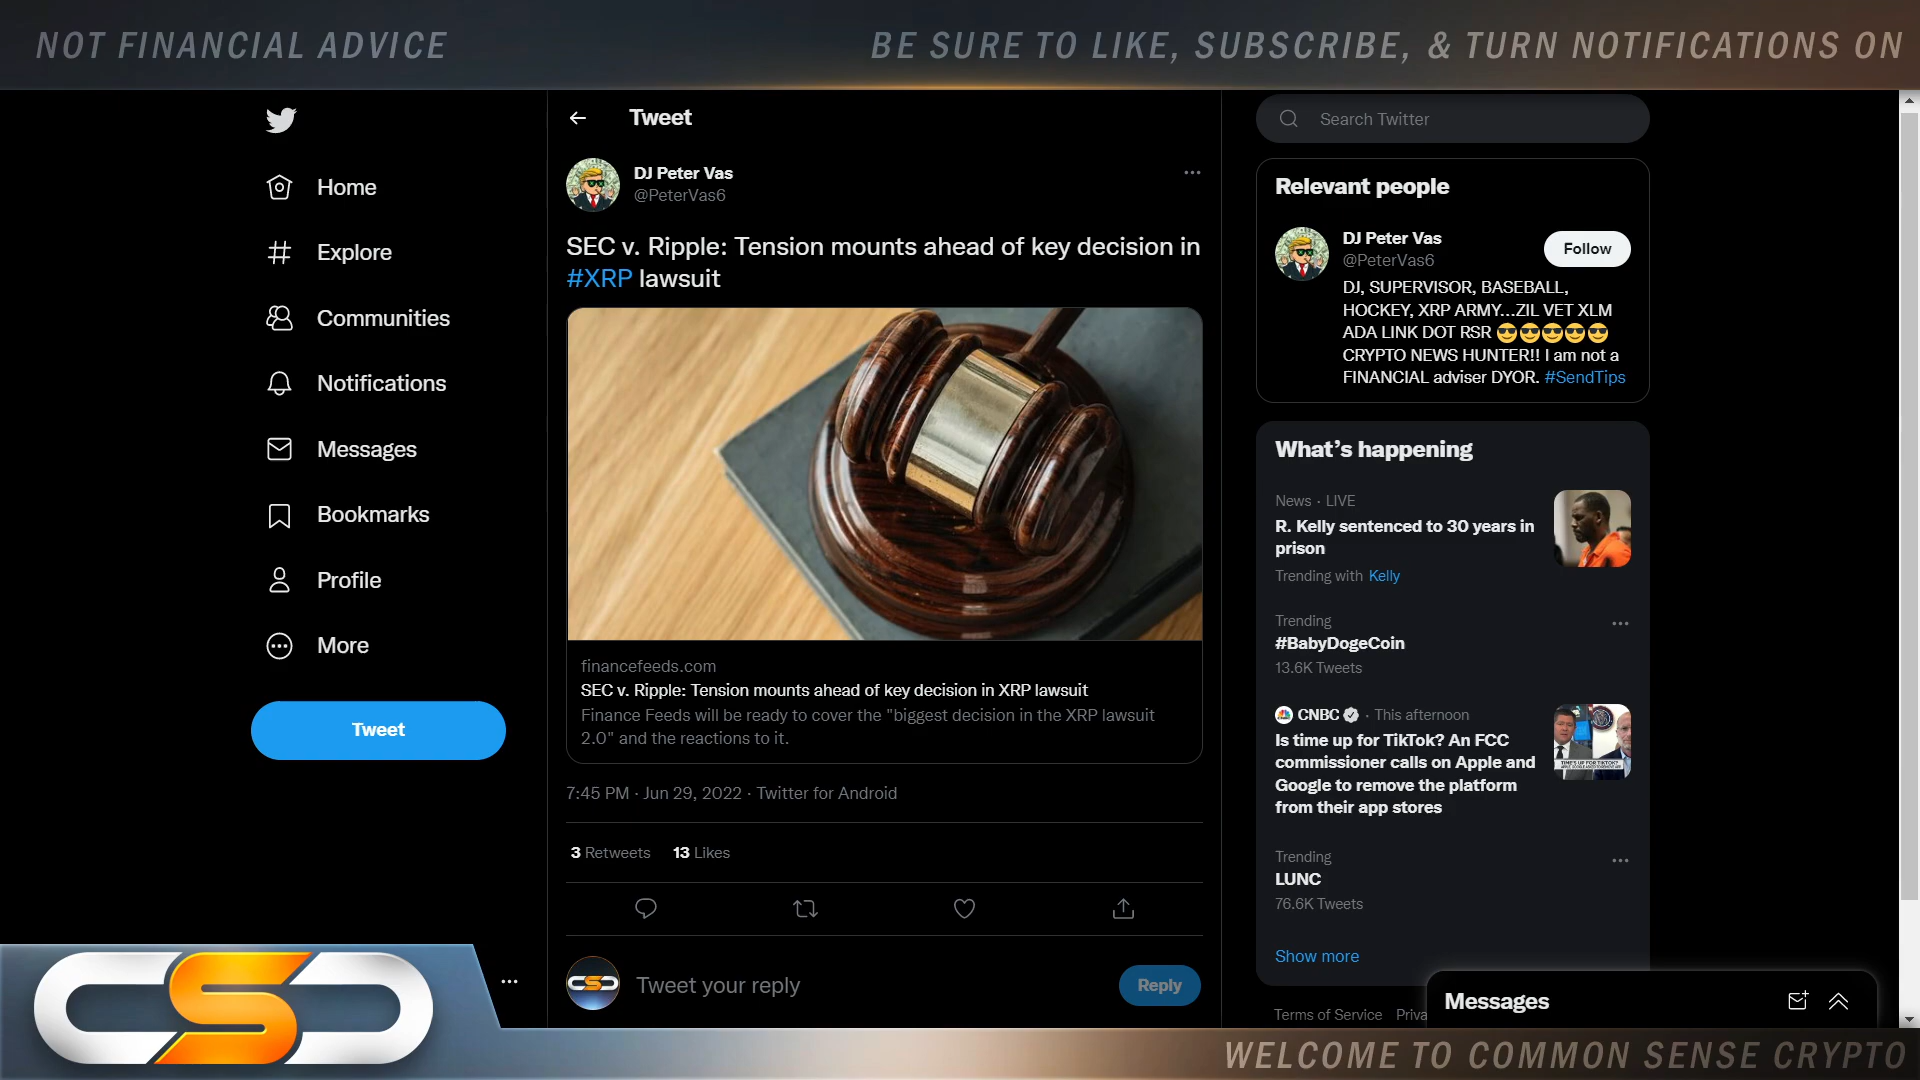 NOT FINANCIAL ADVICE
BE SURE TO LIKE, SUBSCRIBE, & TURN NOTIFICATIONS ON
Home
Explore
Communities
Notifications
Messages
Bookmarks
Profile
More
Tweet
Tweet
DJ Peter Vas
@PeterVas6
SEC v. Ripple: Tension mounts ahead of key decision in
#XRP lawsuit
financefeeds.com
SEC v. Ripple: Tension mounts ahead of key decision in XRP lawsuit
Finance Feeds will be ready to cover the "biggest decision in the XRP lawsuit
2.0" and the reactions to it.
7:45 PM · Jun 29, 2022 · Twitter for Android
3 Retweets 13 Likes
Tweet your reply
Reply
Search Twitter
Relevant people
DJ Peter Vas
@PeterVas6
Follow
DJ, SUPERVISOR, BASEBALL,
HOCKEY, XRP ARMY...ZIL VET XLM
ADA LINK DOT RSR 😎😎😎😎😎
CRYPTO NEWS HUNTER!! I am not a
FINANCIAL adviser DYOR. #SendTips
What's happening
News · LIVE
R. Kelly sentenced to 30 years in
prison
Trending with Kelly
Trending
#BabyDogeCoin
13.6K Tweets
CNBC · This afternoon
Is time up for TikTok? An FCC
commissioner calls on Apple and
Google to remove the platform
from their app stores
TIME'S UP FOR TIKTOK?
Trending
LUNC
76.6K Tweets
Show more
Terms of Service Priva
Messages
CSC
WELCOME TO COMMON SENSE CRYPTO